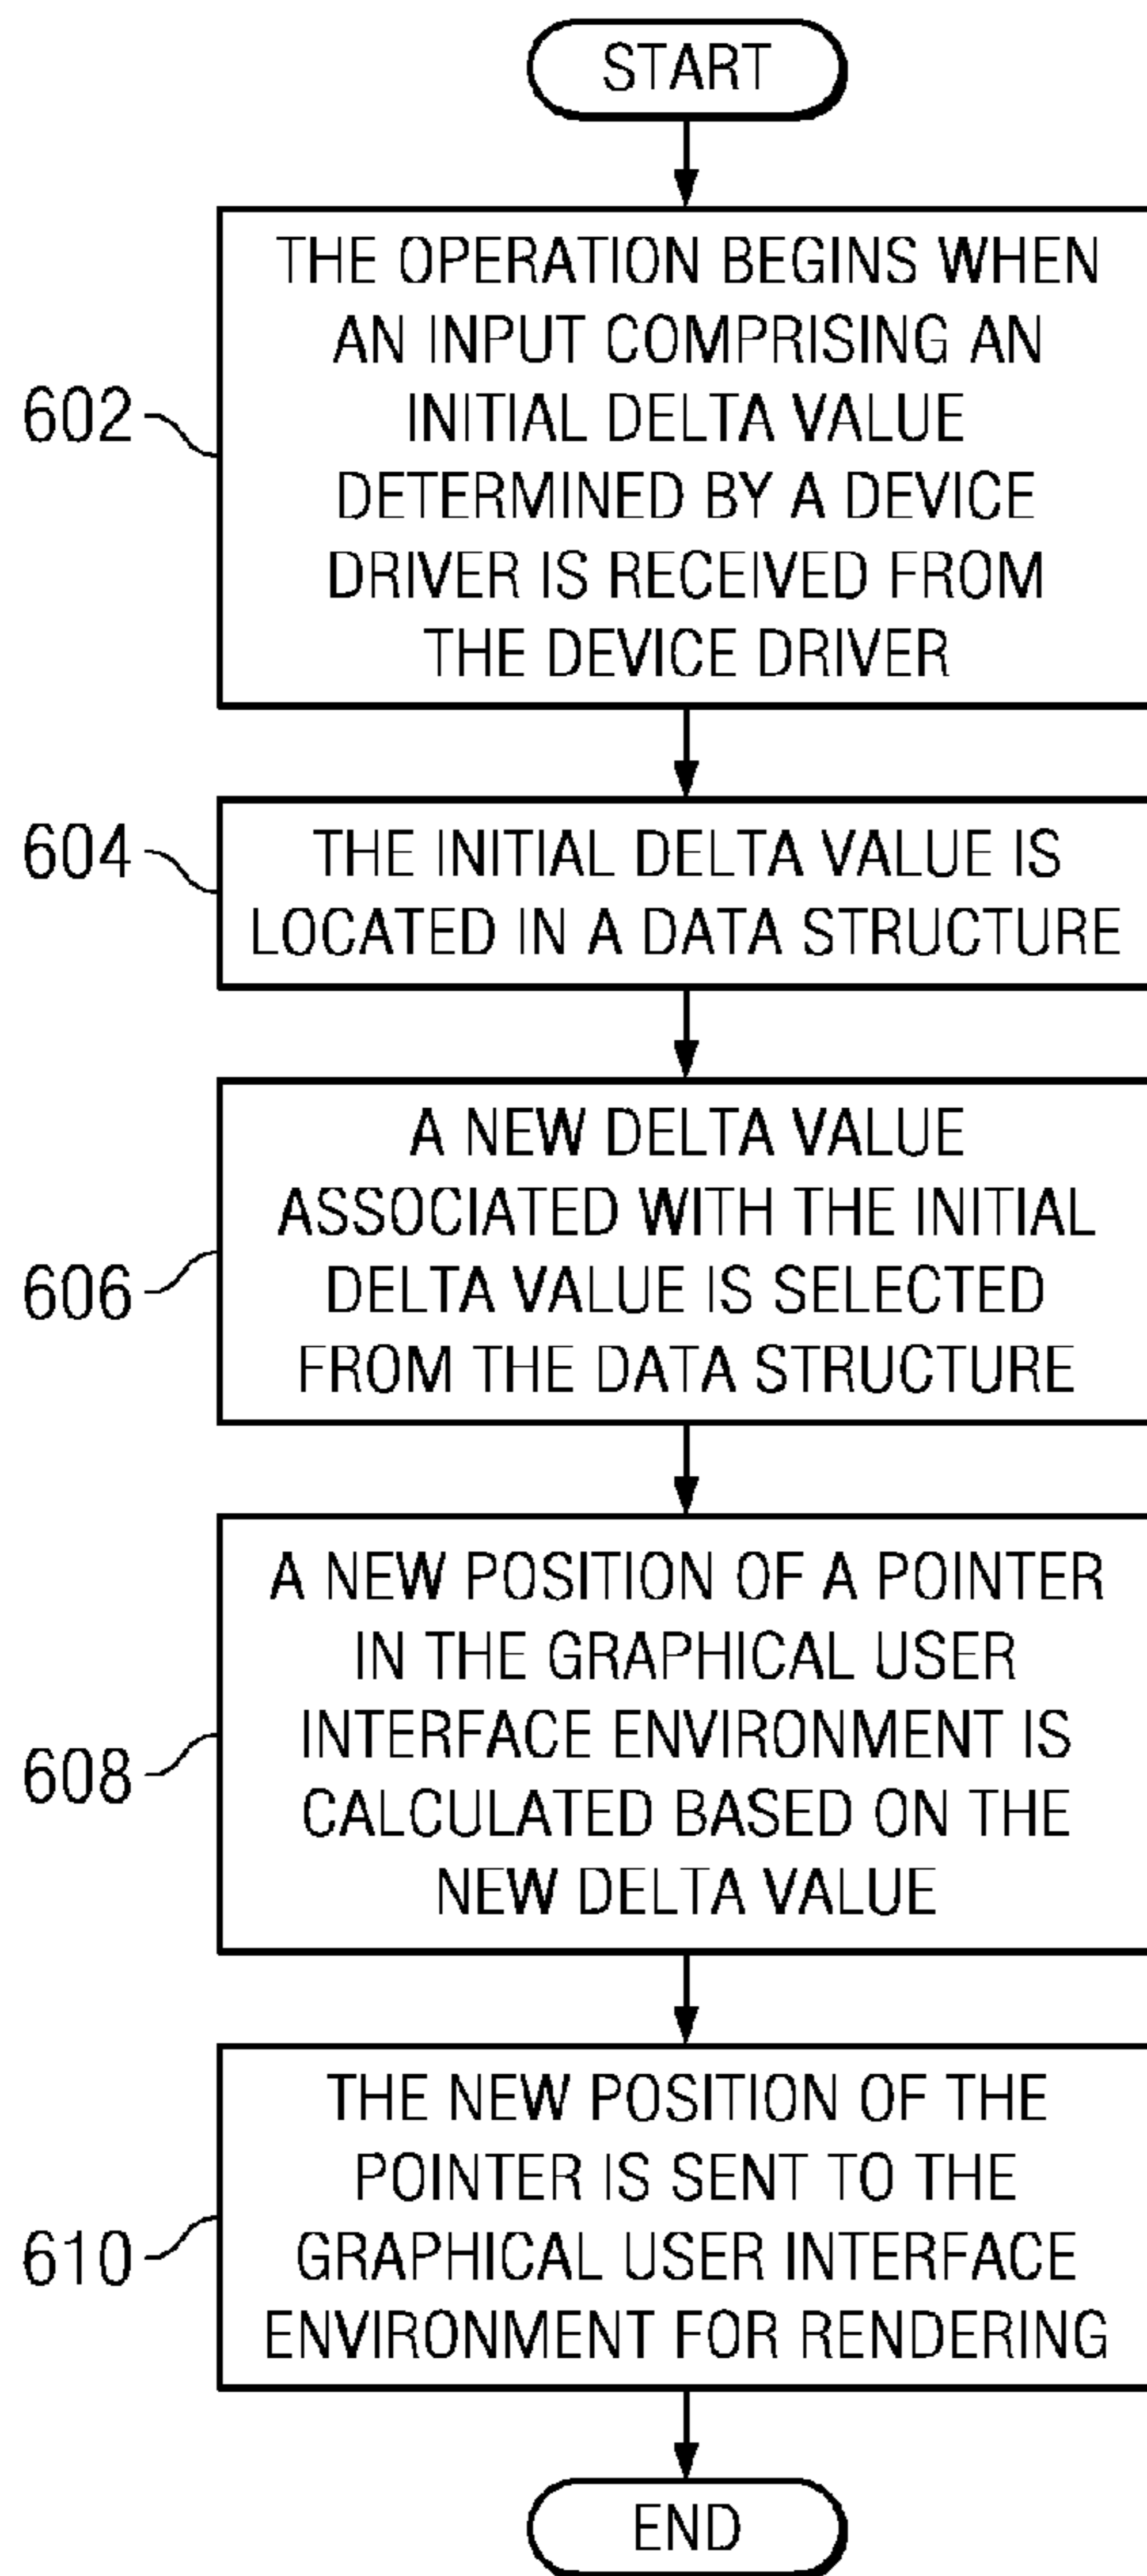 START
THE OPERATION BEGINS WHEN
AN INPUT COMPRISING AN
INITIAL DELTA VALUE
DETERMINED BY A DEVICE
DRIVER IS RECEIVED FROM
THE DEVICE DRIVER
602
THE INITIAL DELTA VALUE IS
LOCATED IN A DATA STRUCTURE
604
A NEW DELTA VALUE
ASSOCIATED WITH THE INITIAL
DELTA VALUE IS SELECTED
FROM THE DATA STRUCTURE
606
A NEW POSITION OF A POINTER
IN THE GRAPHICAL USER
INTERFACE ENVIRONMENT IS
CALCULATED BASED ON THE
NEW DELTA VALUE
608
THE NEW POSITION OF THE
POINTER IS SENT TO THE
GRAPHICAL USER INTERFACE
ENVIRONMENT FOR RENDERING
610
END